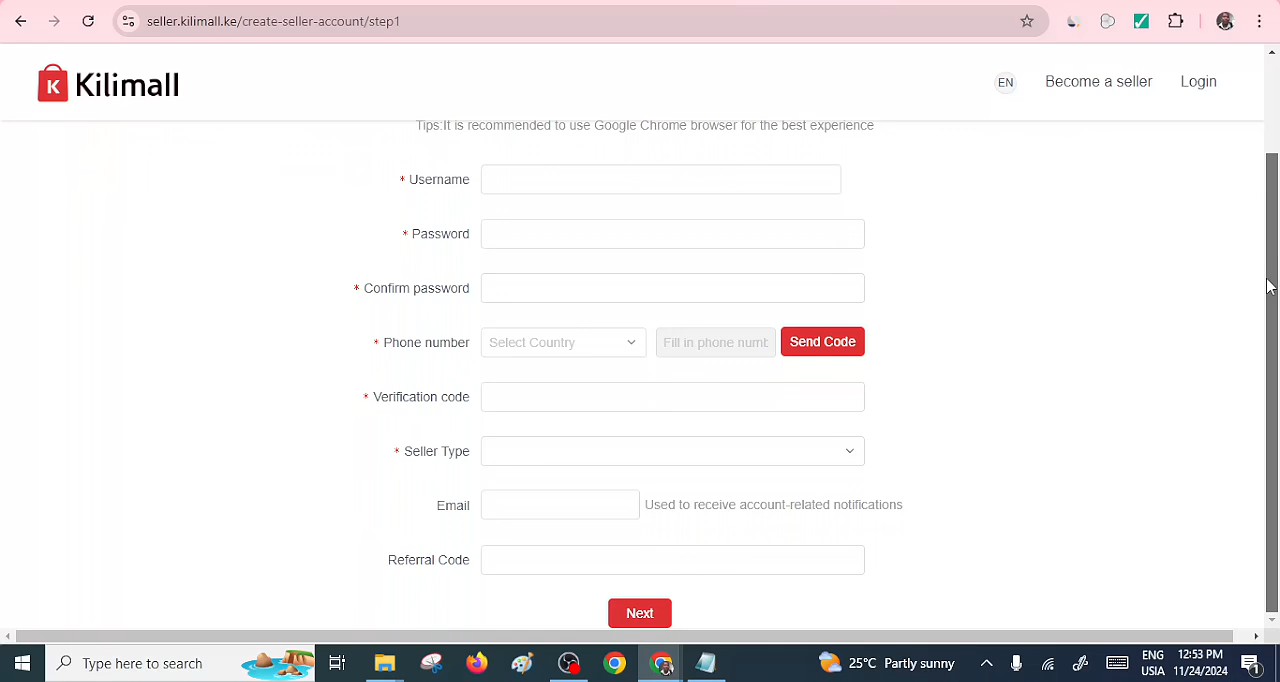 seller.kilimall.ke/create-seller-account/step1
K Kilimall
EN Become a seller Login
Tips:It is recommended to use Google Chrome browser for the best experience
* Username
* Password
* Confirm password
* Phone number Select Country Fill in phone numb Send Code
* Verification code
* Seller Type
Email Used to receive account-related notifications
Referral Code
Next
Type here to search 25°C Partly sunny ENG 12:53 PM
USIA 11/24/2024 1